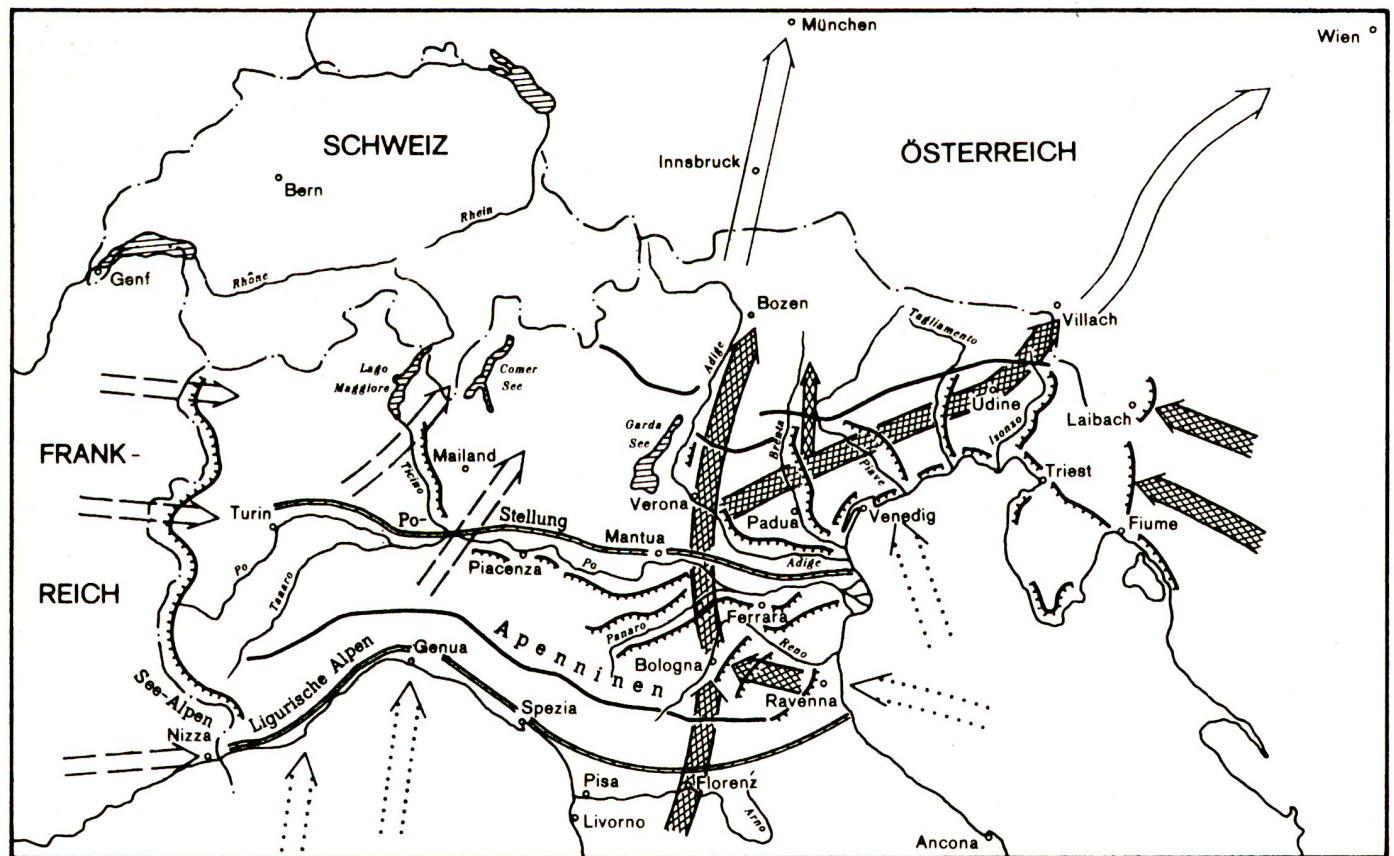 München
Wien
SCHWEIZ
ÖSTERREICH
Innsbruck
Bern
Rhein
Genf
Rhône
Bozen
Tagliamento
Villach
Lago
Maggiore
Comer
See
Adige
Udine
Laibach
FRANK-
Garda
See
Brenta
Isonzo
Mailand
Ticino
Piave
Triest
Verona
Turin
Po-
Stellung
Padua
Venedig
Fiume
Mantua
Po
Piacenza
Po
Adige
REICH
Tanaro
Ferrara
Panaro
Reno
Apenninen
Genua
Bologna
Ligurische Alpen
See-Alpen
Ravenna
Spezia
Nizza
Pisa
Florenz
Livorno
Arno
Ancona